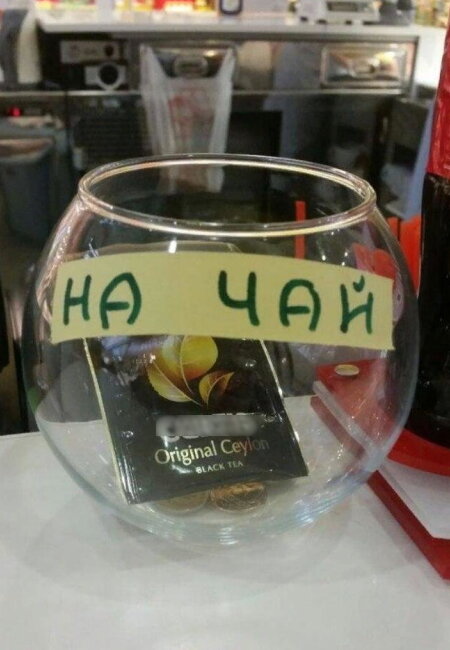 НА ЧАЙ
Original Ceylon
BLACK TEA